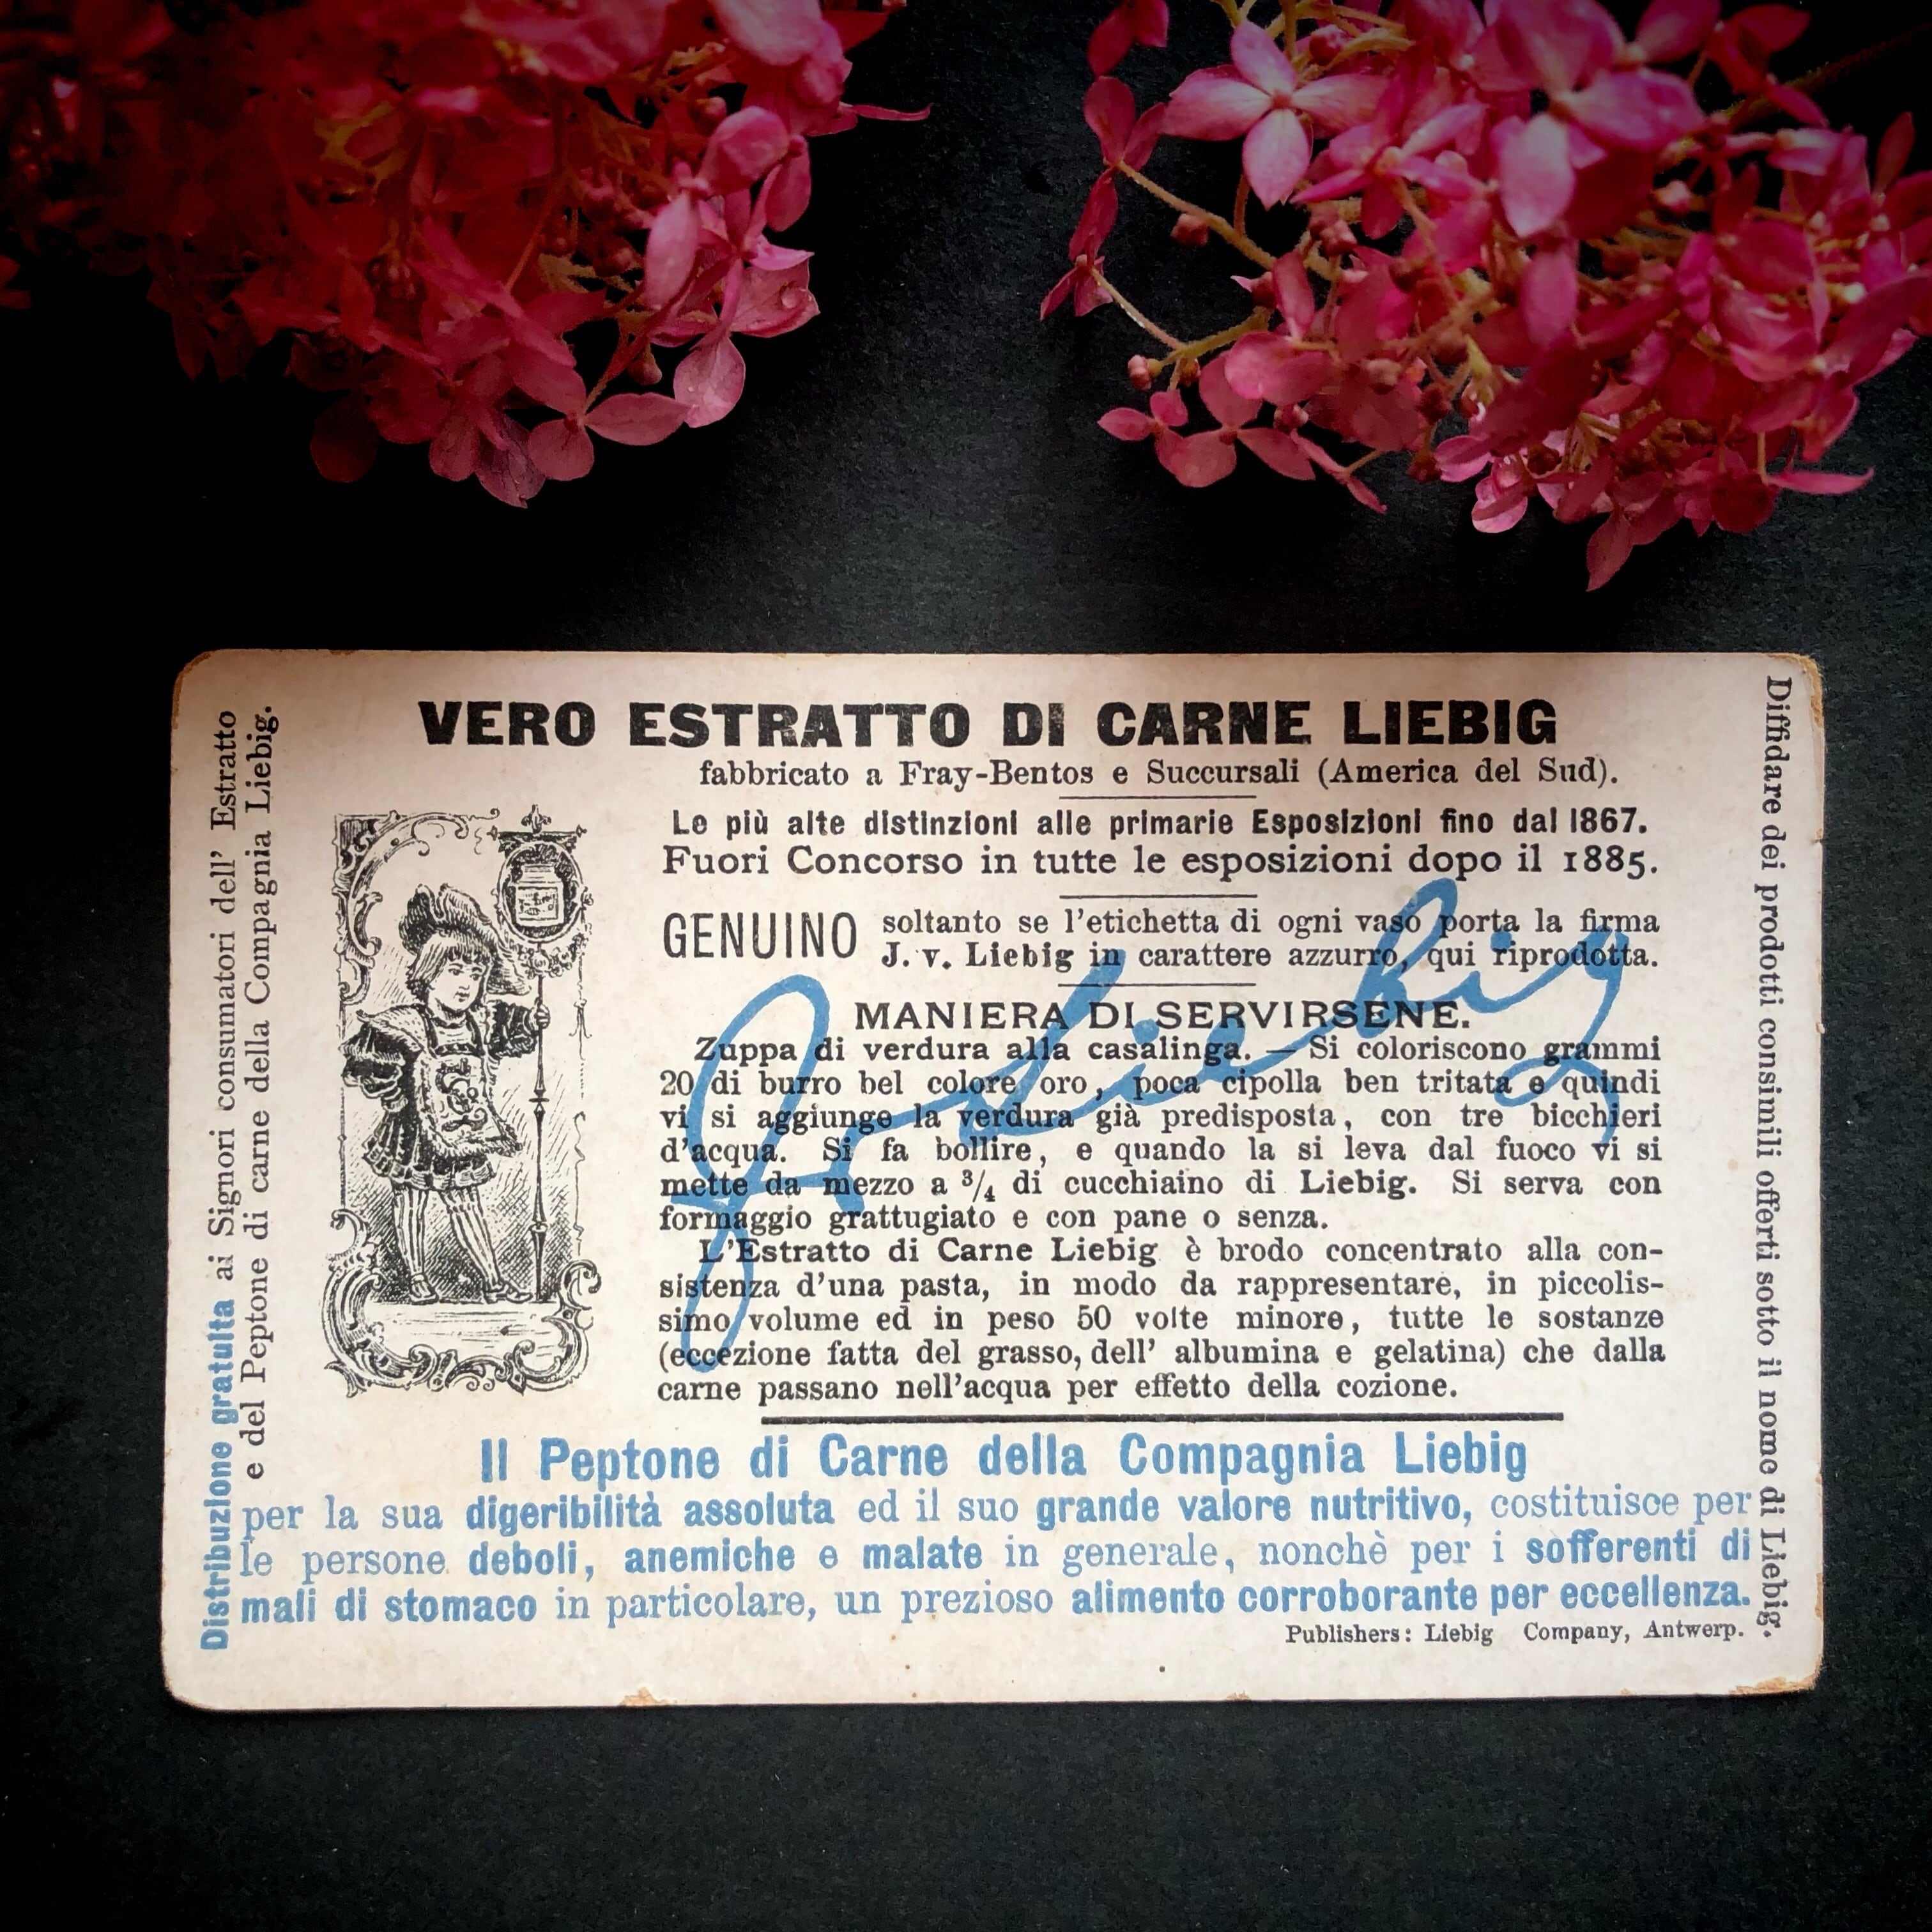 VERO ESTRATTO DI CARNE LIEBIG
fabbricato a Fray-Bentos e Succursali (America del Sud).
Le più alte distinzioni alle primarie Esposizioni fino dal 1867.
Fuori Concorso in tutte le esposizioni dopo il 1885.
GENUINO soltanto se l'etichetta di ogni vaso porta la firma
J. v. Liebig in carattere azzurro, qui riprodotta.
MANIERA DI SERVIRSENE.
Zuppa di verdura alla casalinga. — Si coloriscono grammi
20 di burro bel colore oro, poca cipolla ben tritata e quindi
vi si aggiunge la verdura già predisposta, con tre bicchieri
d'acqua. Si fa bollire, e quando la si leva dal fuoco vi si
mette da mezzo a 3/4 di cucchiaino di Liebig. Si serva con
formaggio grattugiato e con pane o senza.
L'Estratto di Carne Liebig è brodo concentrato alla con-
sistenza d'una pasta, in modo da rappresentare, in piccolis-
simo volume ed in peso 50 volte minore, tutte le sostanze
(eccezione fatta del grasso, dell' albumina e gelatina) che dalla
carne passano nell'acqua per effetto della cozione.
Il Peptone di Carne della Compagnia Liebig
per la sua digeribilità assoluta ed il suo grande valore nutritivo, costituisce per
le persone deboli, anemiche e malate in generale, nonchè per i sofferenti di
mali di stomaco in particolare, un prezioso alimento corroborante per eccellenza.
Publishers: Liebig Company, Antwerp.
Distribuzione gratuita ai Signori consumatori dell' Estratto
e del Peptone di carne della Compagnia Liebig.
Diffidare dei prodotti consimili offerti sotto il nome di Liebig.
JvLiebig